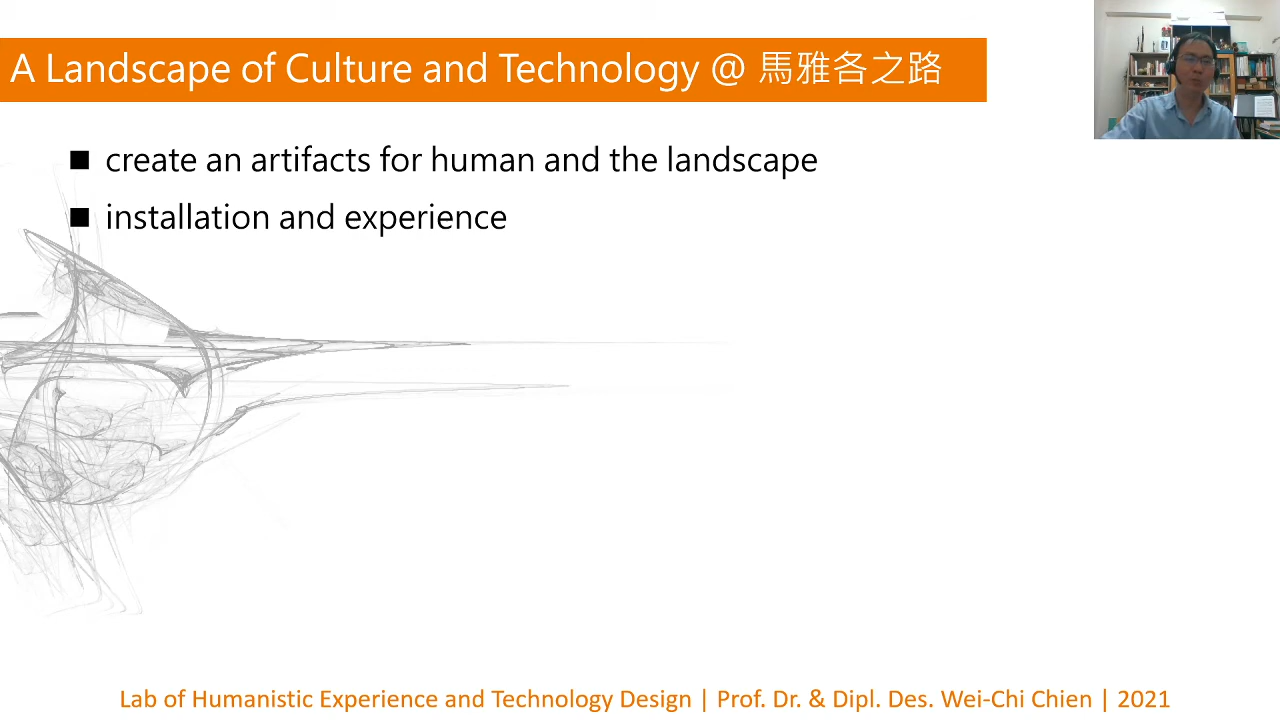 A Landscape of Culture and Technology @ 馬雅各之路
create an artifacts for human and the landscape
installation and experience
Lab of Humanistic Experience and Technology Design | Prof. Dr. & Dipl. Des. Wei-Chi Chien | 2021